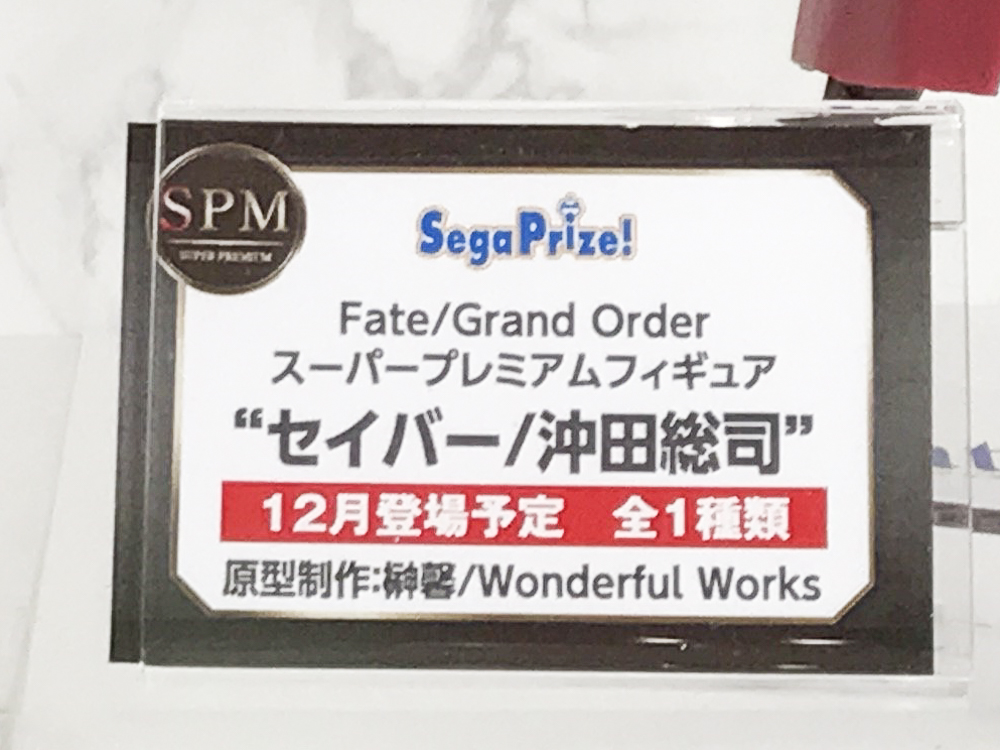 SPM
SUPER PREMIUM
SegaPrize!
Fate/Grand Order
スーパープレミアムフィギュア
“セイバー/沖田総司”
12月登場予定　全1種類
原型制作:榊馨/Wonderful Works